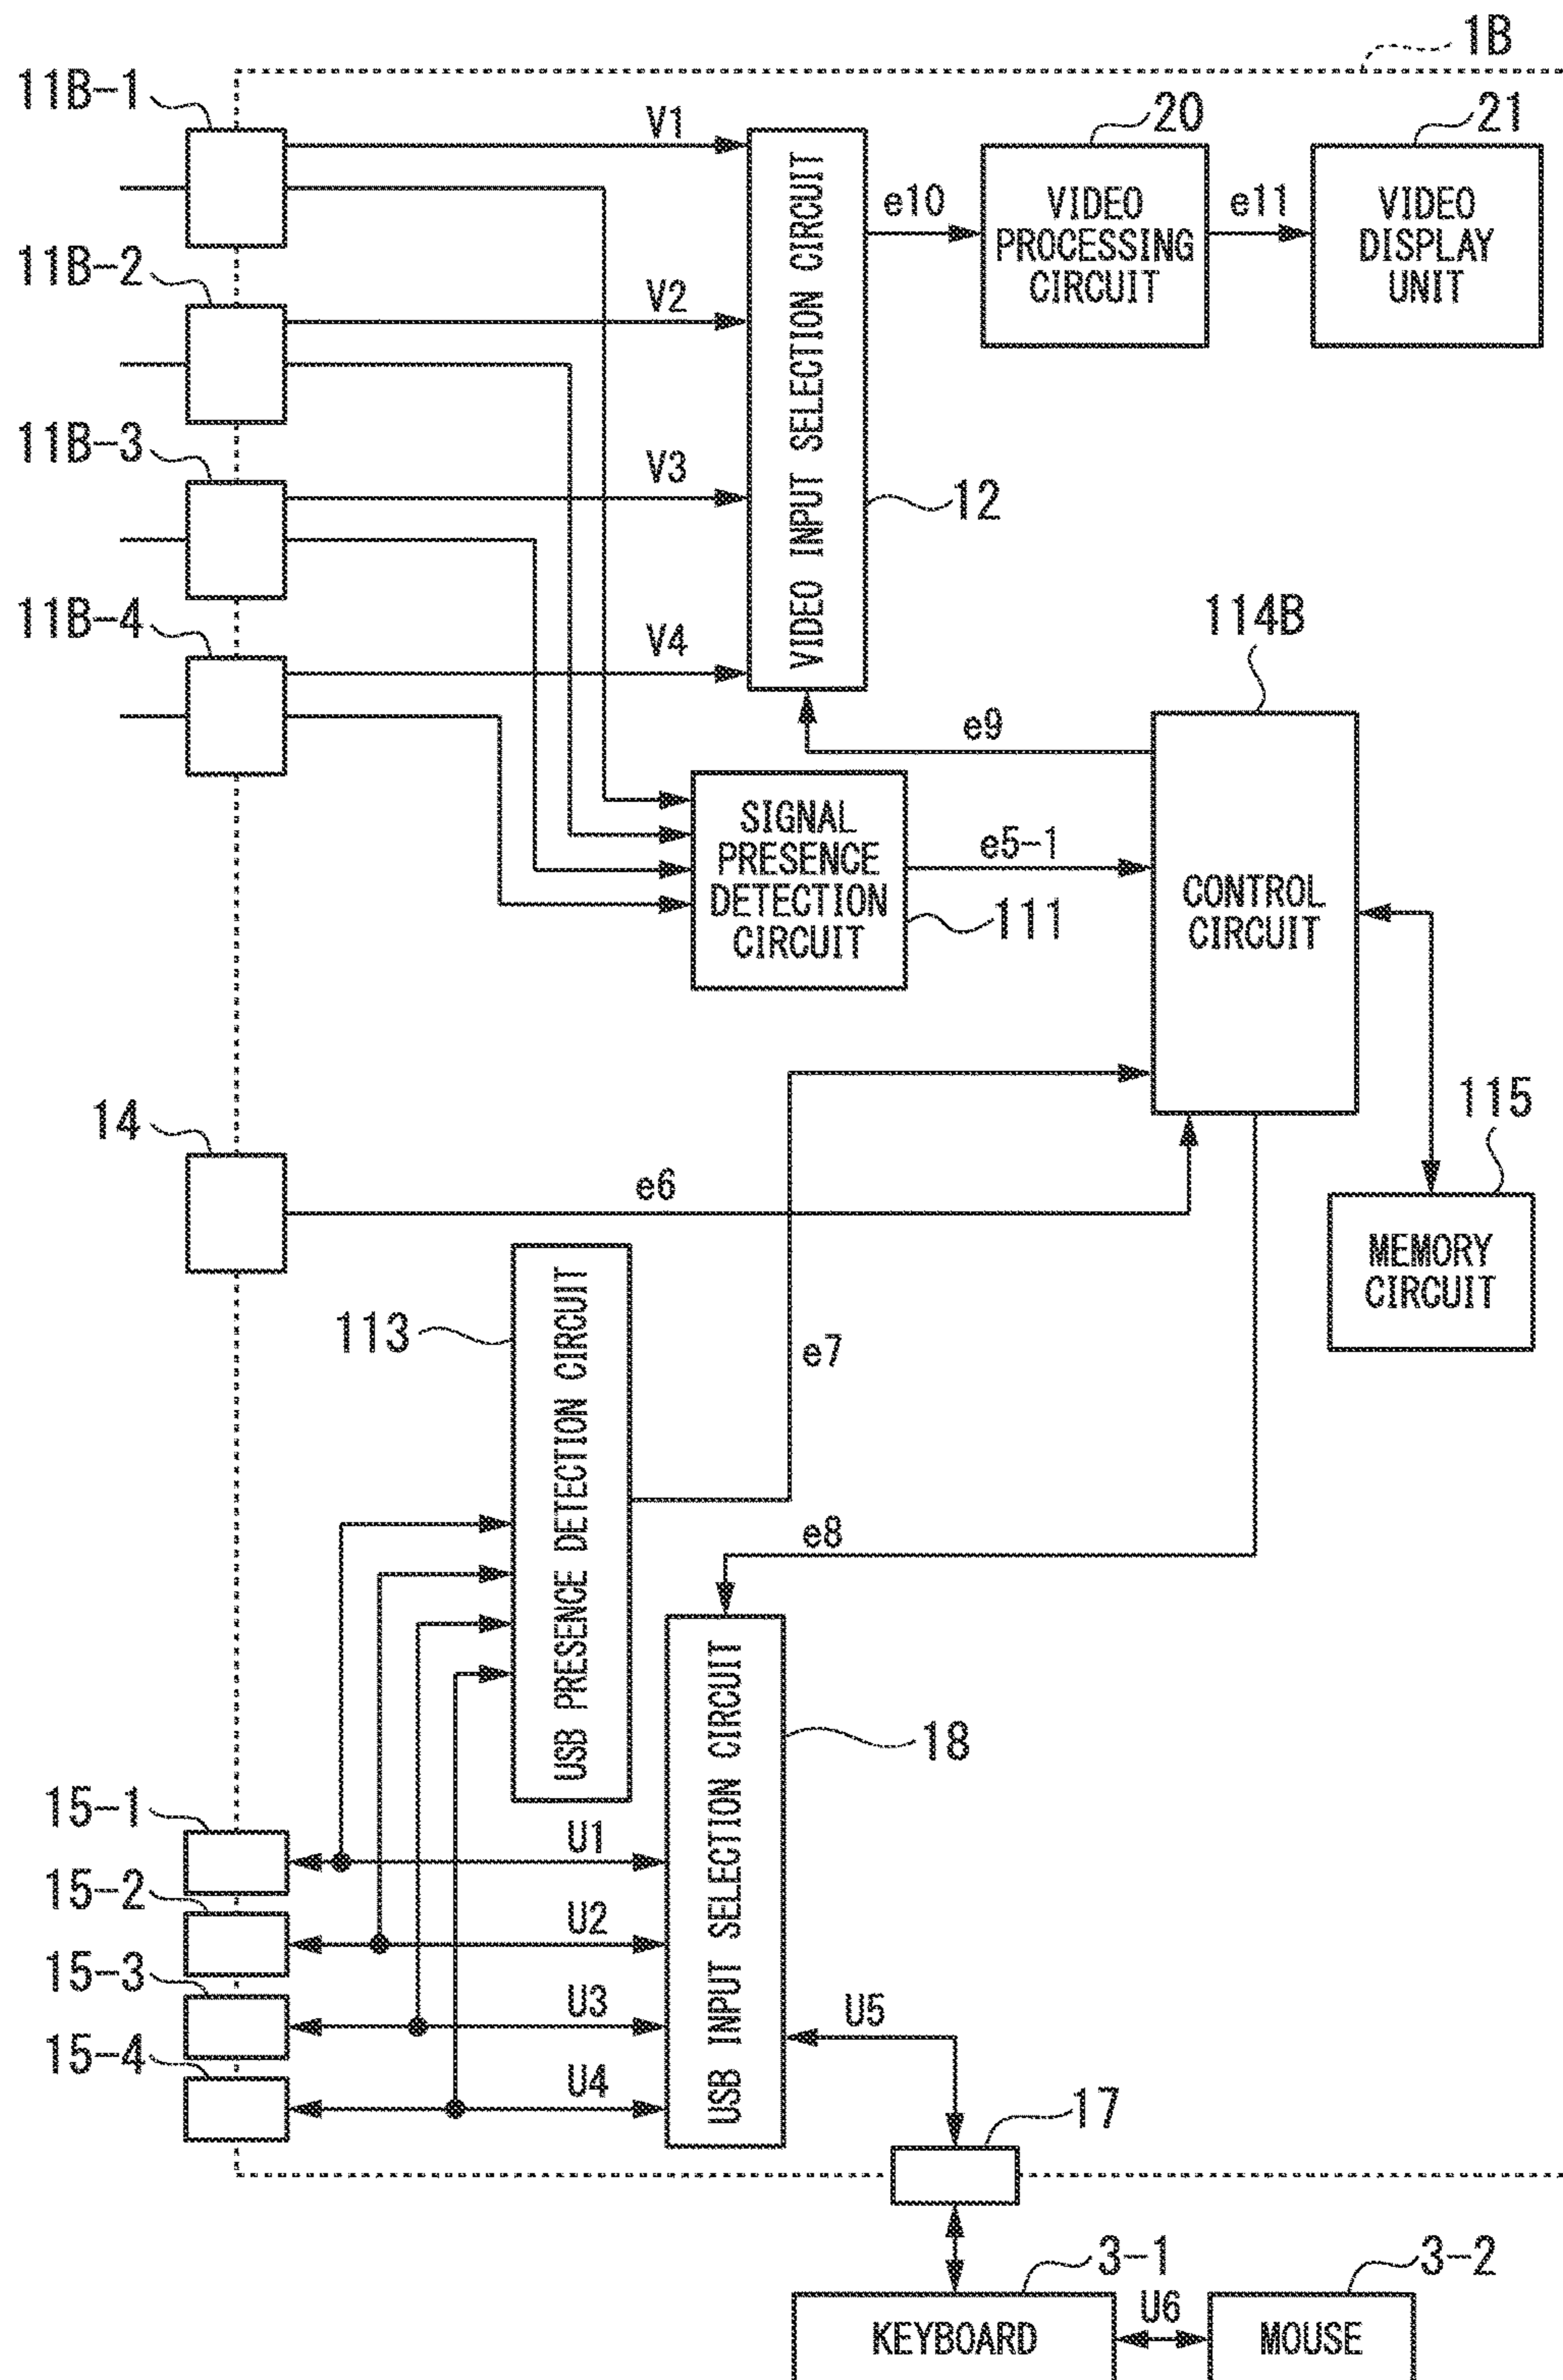 1B
11B-1
V1
20
21
VIDEO INPUT SELECTION CIRCUIT
e10
VIDEO
PROCESSING
CIRCUIT
e11
VIDEO
DISPLAY
UNIT
11B-2
V2
11B-3
V3
12
11B-4
V4
114B
e9
SIGNAL
PRESENCE
DETECTION
CIRCUIT
e5-1
111
CONTROL
CIRCUIT
14
e6
115
MEMORY
CIRCUIT
113
USB PRESENCE DETECTION CIRCUIT
e7
e8
USB INPUT SELECTION CIRCUIT
18
15-1
U1
15-2
U2
15-3
U3
15-4
U4
U5
17
3-1
3-2
KEYBOARD
U6
MOUSE